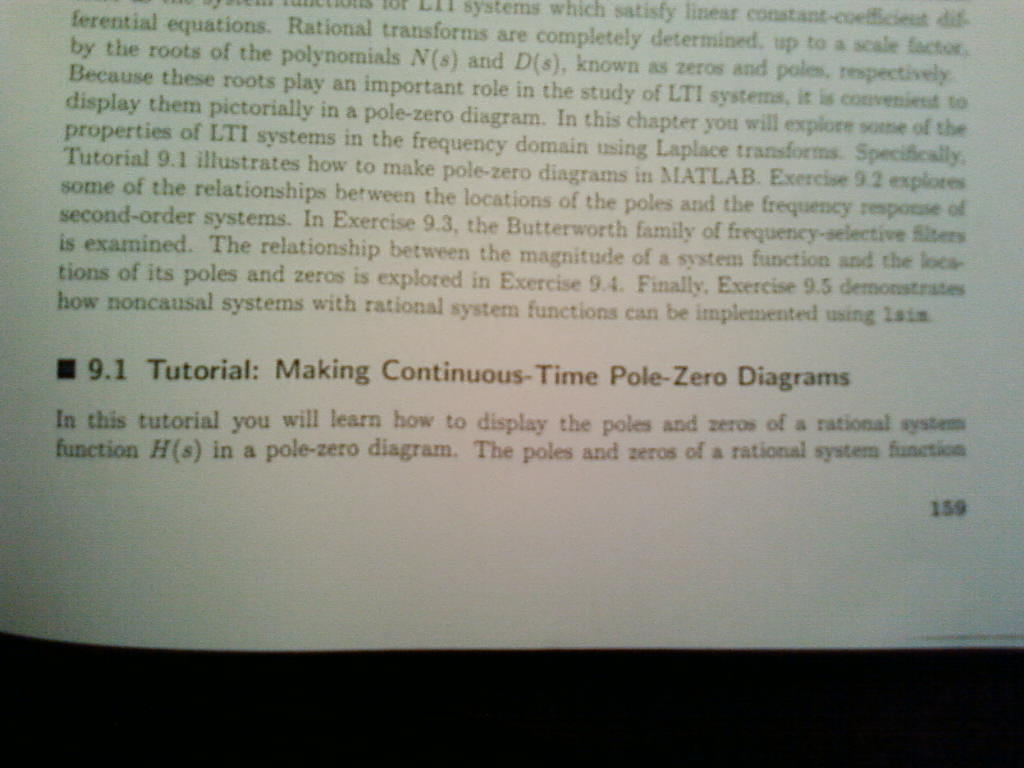 the system functions for LTI systems which satisfy linear constant-coefficient dif-
ferential equations. Rational transforms are completely determined, up to a scale factor,
by the roots of the polynomials N(s) and D(s), known as zeros and poles, respectively.
Because these roots play an important role in the study of LTI systems, it is convenient to
display them pictorially in a pole-zero diagram. In this chapter you will explore some of the
properties of LTI systems in the frequency domain using Laplace transforms. Specifically,
Tutorial 9.1 illustrates how to make pole-zero diagrams in MATLAB. Exercise 9.2 explores
some of the relationships between the locations of the poles and the frequency response of
second-order systems. In Exercise 9.3, the Butterworth family of frequency-selective filters
is examined. The relationship between the magnitude of a system function and the loca-
tions of its poles and zeros is explored in Exercise 9.4. Finally, Exercise 9.5 demonstrates
how noncausal systems with rational system functions can be implemented using lsim.
■ 9.1 Tutorial: Making Continuous-Time Pole-Zero Diagrams
In this tutorial you will learn how to display the poles and zeros of a rational system
function H(s) in a pole-zero diagram. The poles and zeros of a rational system function
159